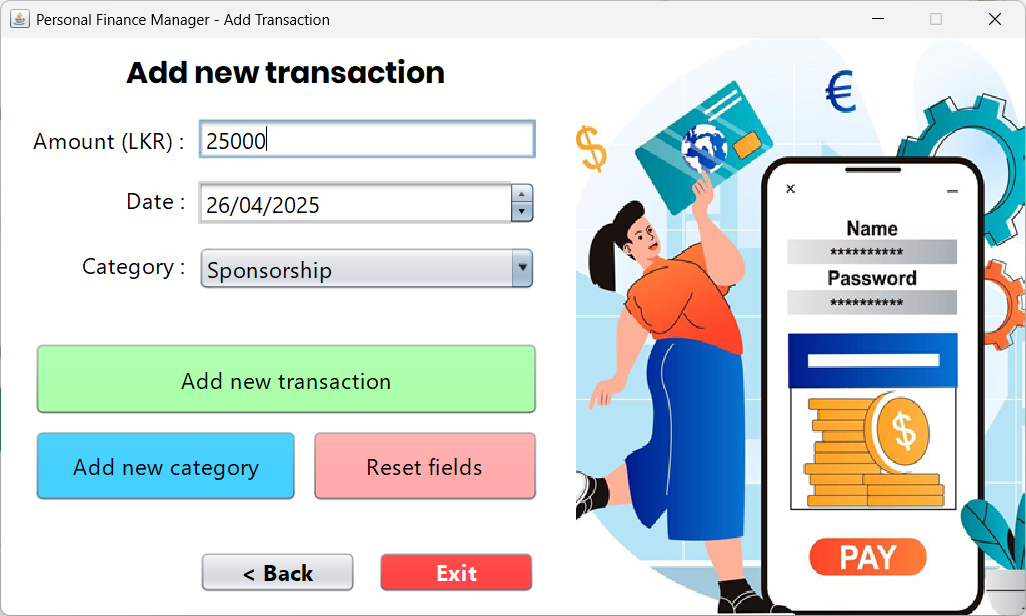 Personal Finance Manager - Add Transaction
Add new transaction
Amount (LKR) :
25000
Date :
26/04/2025
Category :
Sponsorship
Add new transaction
Add new category
Reset fields
< Back
Exit
$
€
×
Name
**********
Password
**********
$
PAY